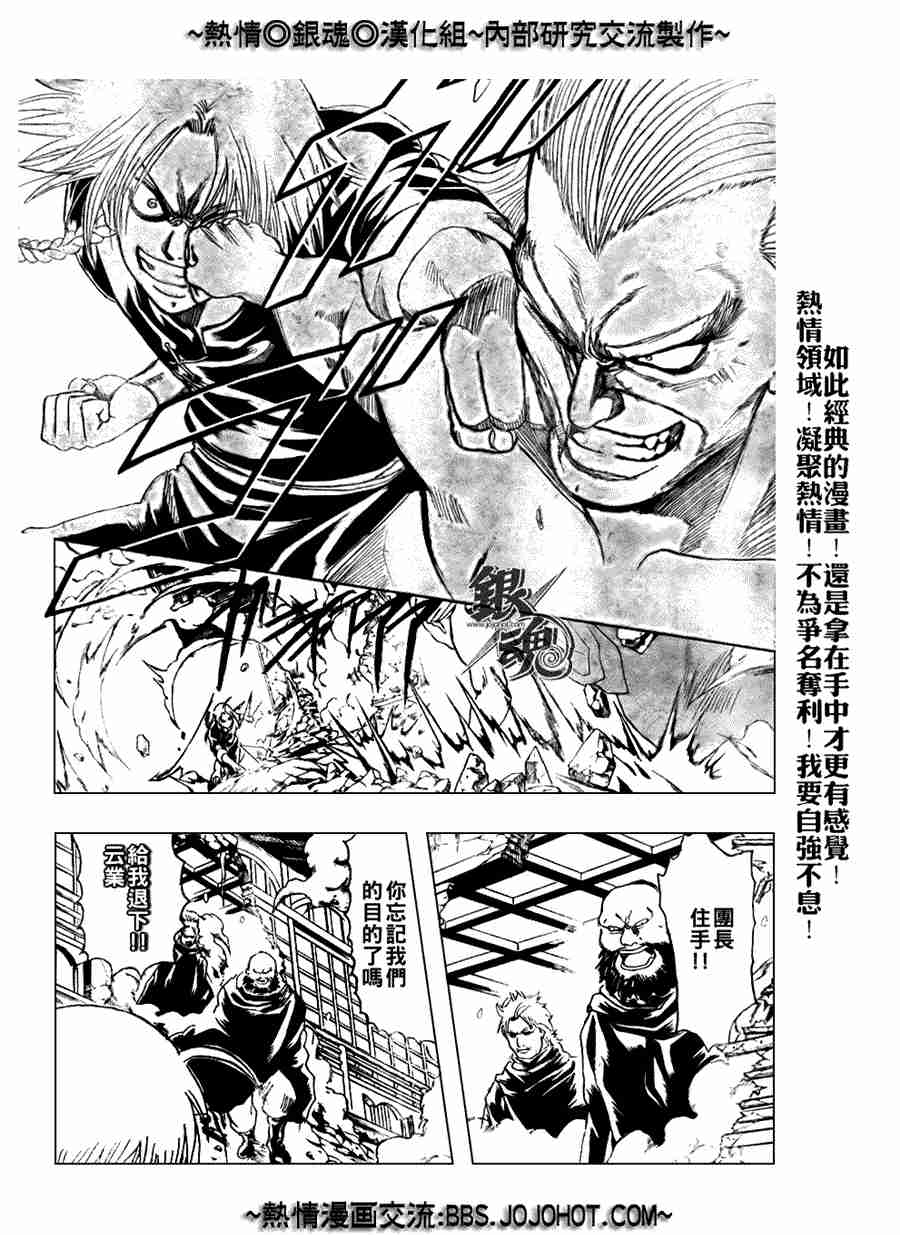 ~熱情◎銀魂◎漢化組~內部研究交流製作~
如此經典的漫畫！還是拿在手中才更有感覺！
熱情領域！凝聚熱情！不為爭名奪利！我要自強不息！
銀魂
www.jojohot.com
團長
住手!!
你忘記我們
的目的了嗎
給我退下!!
云業
~熱情漫画交流:BBS.JOJOHOT.COM~